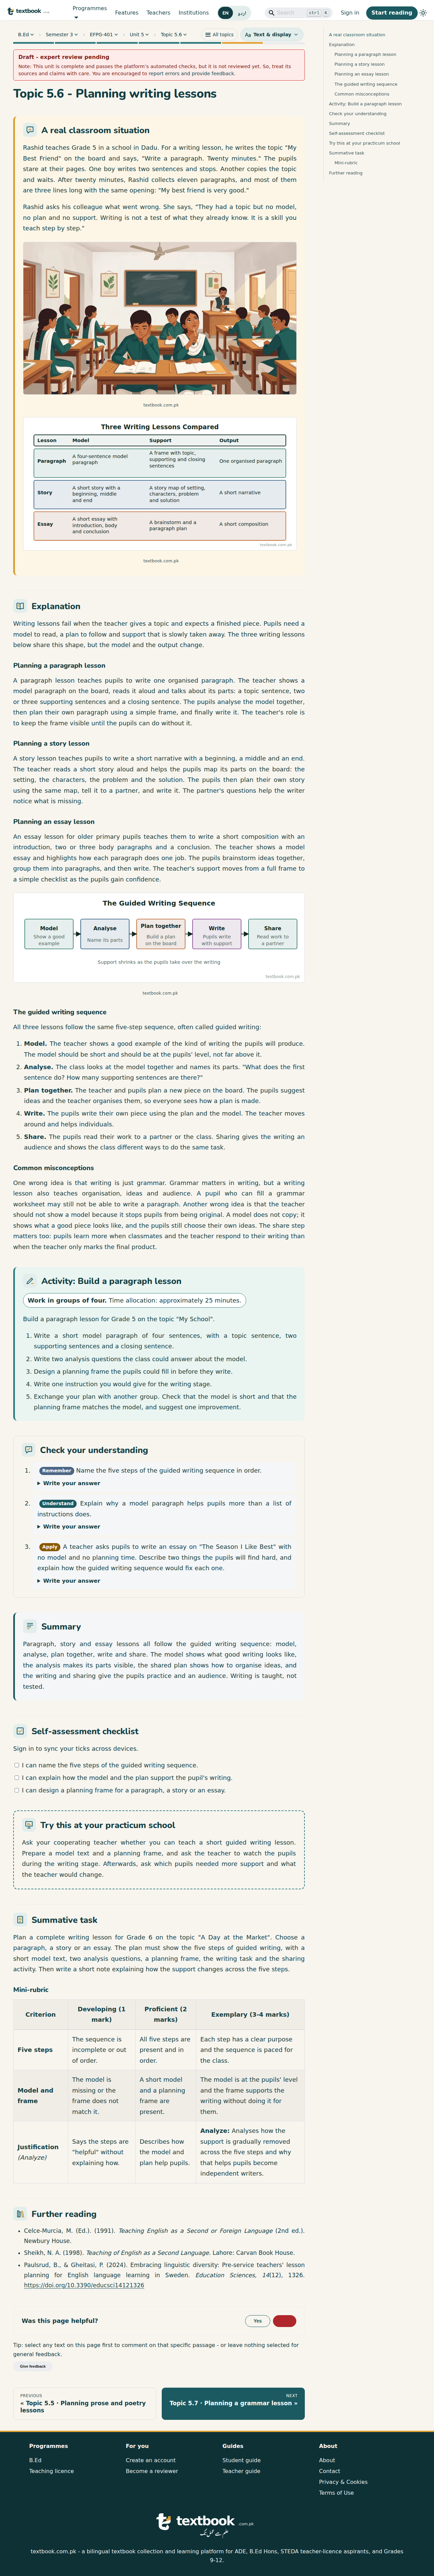 textbook
.com.pk
Programmes
Features
Teachers
Institutions
EN
اردو
Search
ctrl
K
Sign in
Start reading
B.Ed
Semester 3
EFPG-401
Unit 5
Topic 5.6
All topics
Text & display
Draft - expert review pending
Note: This unit is complete and has passed the platform's automated checks, but it is not reviewed yet. So, treat its
sources and claims with care. You are encouraged to report errors and provide feedback.
Topic 5.6 - Planning writing lessons
A real classroom situation
Rashid teaches Grade 5 in a school in Dadu. For a writing lesson, he writes the topic "My
Best Friend" on the board and says, "Write a paragraph. Twenty minutes." The pupils
stare at their pages. One boy writes two sentences and stops. Another copies the topic
and waits. After twenty minutes, Rashid collects eleven paragraphs, and most of them
are three lines long with the same opening: "My best friend is very good."
Rashid asks his colleague what went wrong. She says, "They had a topic but no model,
no plan and no support. Writing is not a test of what they already know. It is a skill you
teach step by step."
textbook.com.pk
Three Writing Lessons Compared
Lesson Model Support Output
Paragraph
A four-sentence model
paragraph
A frame with topic,
supporting and closing
sentences
One organised paragraph
Story
A short story with a
beginning, middle
and end
A story map of setting,
characters, problem
and solution
A short narrative
Essay
A short essay with
introduction, body
and conclusion
A brainstorm and a
paragraph plan
A short composition
textbook.com.pk
textbook.com.pk
Explanation
Writing lessons fail when the teacher gives a topic and expects a finished piece. Pupils need a
model to read, a plan to follow and support that is slowly taken away. The three writing lessons
below share this shape, but the model and the output change.
Planning a paragraph lesson
A paragraph lesson teaches pupils to write one organised paragraph. The teacher shows a
model paragraph on the board, reads it aloud and talks about its parts: a topic sentence, two
or three supporting sentences and a closing sentence. The pupils analyse the model together,
then plan their own paragraph using a simple frame, and finally write it. The teacher's role is
to keep the frame visible until the pupils can do without it.
Planning a story lesson
A story lesson teaches pupils to write a short narrative with a beginning, a middle and an end.
The teacher reads a short story aloud and helps the pupils map its parts on the board: the
setting, the characters, the problem and the solution. The pupils then plan their own story
using the same map, tell it to a partner, and write it. The partner's questions help the writer
notice what is missing.
Planning an essay lesson
An essay lesson for older primary pupils teaches them to write a short composition with an
introduction, two or three body paragraphs and a conclusion. The teacher shows a model
essay and highlights how each paragraph does one job. The pupils brainstorm ideas together,
group them into paragraphs, and then write. The teacher's support moves from a full frame to
a simple checklist as the pupils gain confidence.
The Guided Writing Sequence
Model
Show a good
example
Analyse
Name its parts
Plan together
Build a plan
on the board
Write
Pupils write
with support
Share
Read work to
a partner
Support shrinks as the pupils take over the writing
textbook.com.pk
textbook.com.pk
The guided writing sequence
All three lessons follow the same five-step sequence, often called guided writing:
1. Model. The teacher shows a good example of the kind of writing the pupils will produce.
The model should be short and should be at the pupils' level, not far above it.
2. Analyse. The class looks at the model together and names its parts. "What does the first
sentence do? How many supporting sentences are there?"
3. Plan together. The teacher and pupils plan a new piece on the board. The pupils suggest
ideas and the teacher organises them, so everyone sees how a plan is made.
4. Write. The pupils write their own piece using the plan and the model. The teacher moves
around and helps individuals.
5. Share. The pupils read their work to a partner or the class. Sharing gives the writing an
audience and shows the class different ways to do the same task.
Common misconceptions
One wrong idea is that writing is just grammar. Grammar matters in writing, but a writing
lesson also teaches organisation, ideas and audience. A pupil who can fill a grammar
worksheet may still not be able to write a paragraph. Another wrong idea is that the teacher
should not show a model because it stops pupils from being original. A model does not copy; it
shows what a good piece looks like, and the pupils still choose their own ideas. The share step
matters too: pupils learn more when classmates and the teacher respond to their writing than
when the teacher only marks the final product.
Activity: Build a paragraph lesson
Work in groups of four. Time allocation: approximately 25 minutes.
Build a paragraph lesson for Grade 5 on the topic "My School".
1. Write a short model paragraph of four sentences, with a topic sentence, two
supporting sentences and a closing sentence.
2. Write two analysis questions the class could answer about the model.
3. Design a planning frame the pupils could fill in before they write.
4. Write one instruction you would give for the writing stage.
5. Exchange your plan with another group. Check that the model is short and that the
planning frame matches the model, and suggest one improvement.
Check your understanding
1. Remember Name the five steps of the guided writing sequence in order.
Write your answer
2. Understand Explain why a model paragraph helps pupils more than a list of
instructions does.
Write your answer
3. Apply A teacher asks pupils to write an essay on "The Season I Like Best" with
no model and no planning time. Describe two things the pupils will find hard, and
explain how the guided writing sequence would fix each one.
Write your answer
Summary
Paragraph, story and essay lessons all follow the guided writing sequence: model,
analyse, plan together, write and share. The model shows what good writing looks like,
the analysis makes its parts visible, the shared plan shows how to organise ideas, and
the writing and sharing give the pupils practice and an audience. Writing is taught, not
tested.
Self-assessment checklist
Sign in to sync your ticks across devices.
I can name the five steps of the guided writing sequence.
I can explain how the model and the plan support the pupil's writing.
I can design a planning frame for a paragraph, a story or an essay.
Try this at your practicum school
Ask your cooperating teacher whether you can teach a short guided writing lesson.
Prepare a model text and a planning frame, and ask the teacher to watch the pupils
during the writing stage. Afterwards, ask which pupils needed more support and what
the teacher would change.
Summative task
Plan a complete writing lesson for Grade 6 on the topic "A Day at the Market". Choose a
paragraph, a story or an essay. The plan must show the five steps of guided writing, with a
short model text, two analysis questions, a planning frame, the writing task and the sharing
activity. Then write a short note explaining how the support changes across the five steps.
Mini-rubric
Criterion
Developing (1
mark)
Proficient (2
marks)
Exemplary (3-4 marks)
Five steps
The sequence is
incomplete or out
of order.
All five steps are
present and in
order.
Each step has a clear purpose
and the sequence is paced for
the class.
Model and
frame
The model is
missing or the
frame does not
match it.
A short model
and a planning
frame are
present.
The model is at the pupils' level
and the frame supports the
writing without doing it for
them.
Justification
(Analyze)
Says the steps are
"helpful" without
explaining how.
Describes how
the model and
plan help pupils.
Analyze: Analyses how the
support is gradually removed
across the five steps and why
that helps pupils become
independent writers.
Further reading
Celce-Murcia, M. (Ed.). (1991). Teaching English as a Second or Foreign Language (2nd ed.).
Newbury House.
Sheikh, N. A. (1998). Teaching of English as a Second Language. Lahore: Carvan Book House.
Paulsrud, B., & Gheitasi, P. (2024). Embracing linguistic diversity: Pre-service teachers' lesson
planning for English language learning in Sweden. Education Sciences, 14(12), 1326.
https://doi.org/10.3390/educsci14121326
Was this page helpful?
Yes
Tip: select any text on this page first to comment on that specific passage - or leave nothing selected for
general feedback.
Give feedback
PREVIOUS
« Topic 5.5 · Planning prose and poetry
lessons
NEXT
Topic 5.7 · Planning a grammar lesson »
A real classroom situation
Explanation
Planning a paragraph lesson
Planning a story lesson
Planning an essay lesson
The guided writing sequence
Common misconceptions
Activity: Build a paragraph lesson
Check your understanding
Summary
Self-assessment checklist
Try this at your practicum school
Summative task
Mini-rubric
Further reading
Programmes
B.Ed
Teaching licence
For you
Create an account
Become a reviewer
Guides
Student guide
Teacher guide
About
About
Contact
Privacy & Cookies
Terms of Use
textbook
.com.pk
علم سے عمل تک
textbook.com.pk - a bilingual textbook collection and learning platform for ADE, B.Ed Hons, STEDA teacher-licence aspirants, and Grades
9-12.